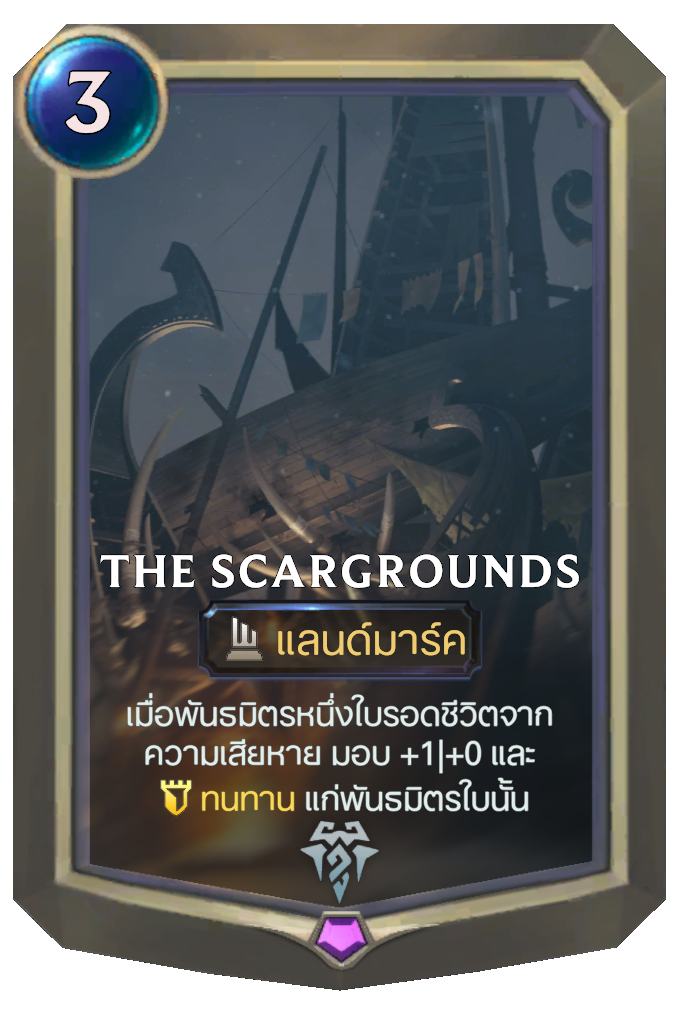 3
THE SCARGROUNDS
แลนด์มาร์ค
เมื่อพันธมิตรหนึ่งใบรอดชีวิตจาก
ความเสียหาย มอบ +1|+0 และ
ทนทาน แก่พันธมิตรใบนั้น